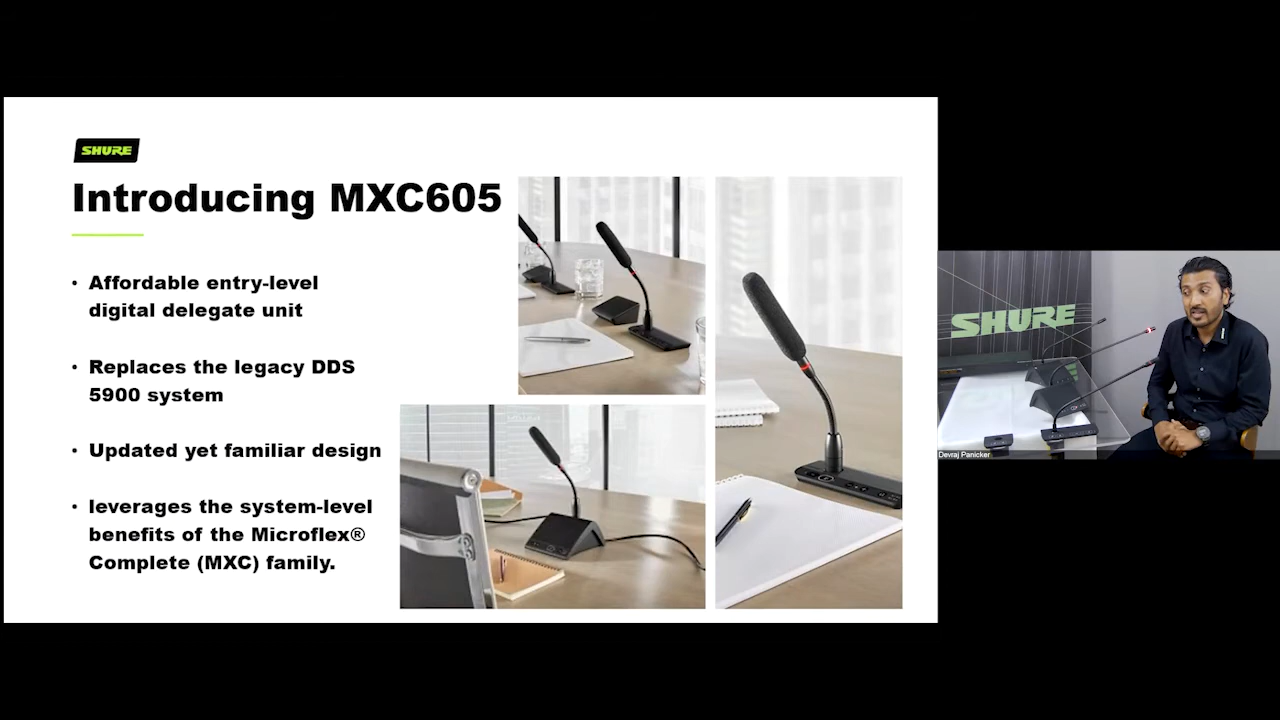 SHURE
Introducing MXC605
• Affordable entry-level
digital delegate unit
• Replaces the legacy DDS
5900 system
• Updated yet familiar design
• leverages the system-level
benefits of the Microflex®
Complete (MXC) family.
SHURE
Devraj Panicker